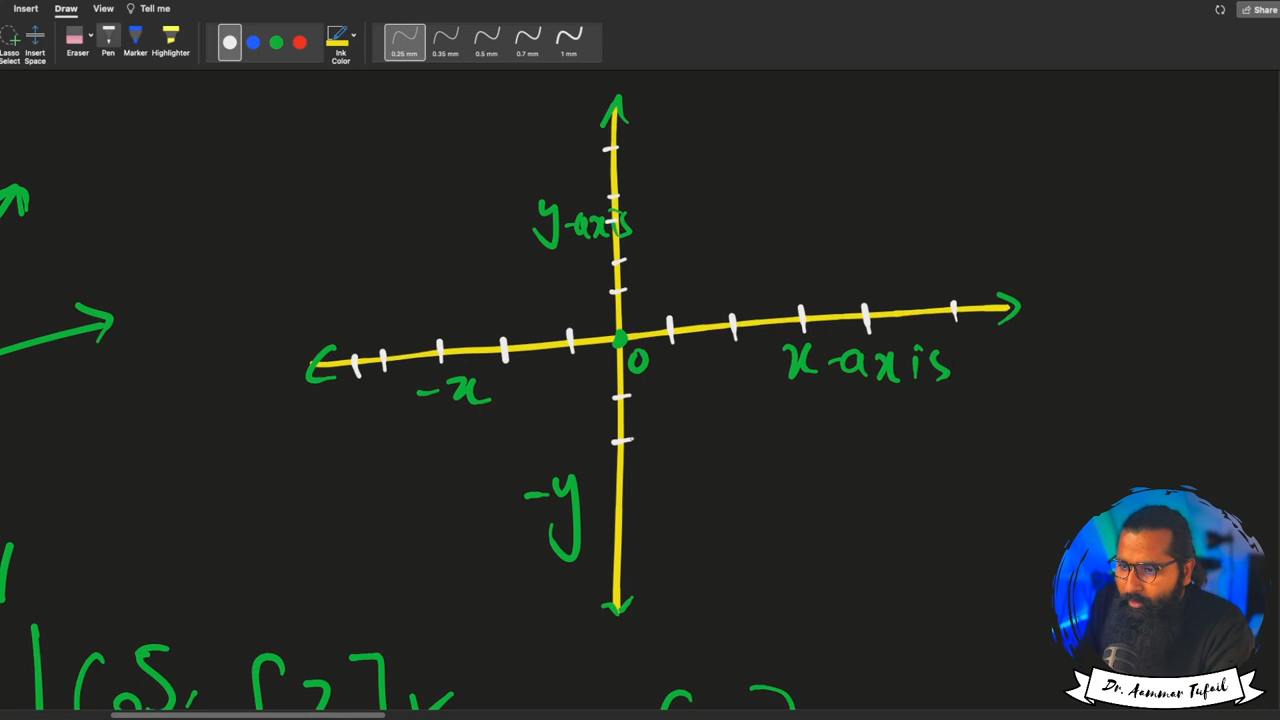 Insert Draw View Tell me Share
Lasso Select
Insert Space
Eraser
Pen
Marker
Highlighter
Ink Color
0.25 mm
0.35 mm
0.5 mm
0.7 mm
1 mm
y-axis
0
x-axis
-x
-y
Dr. Aammar Tufail